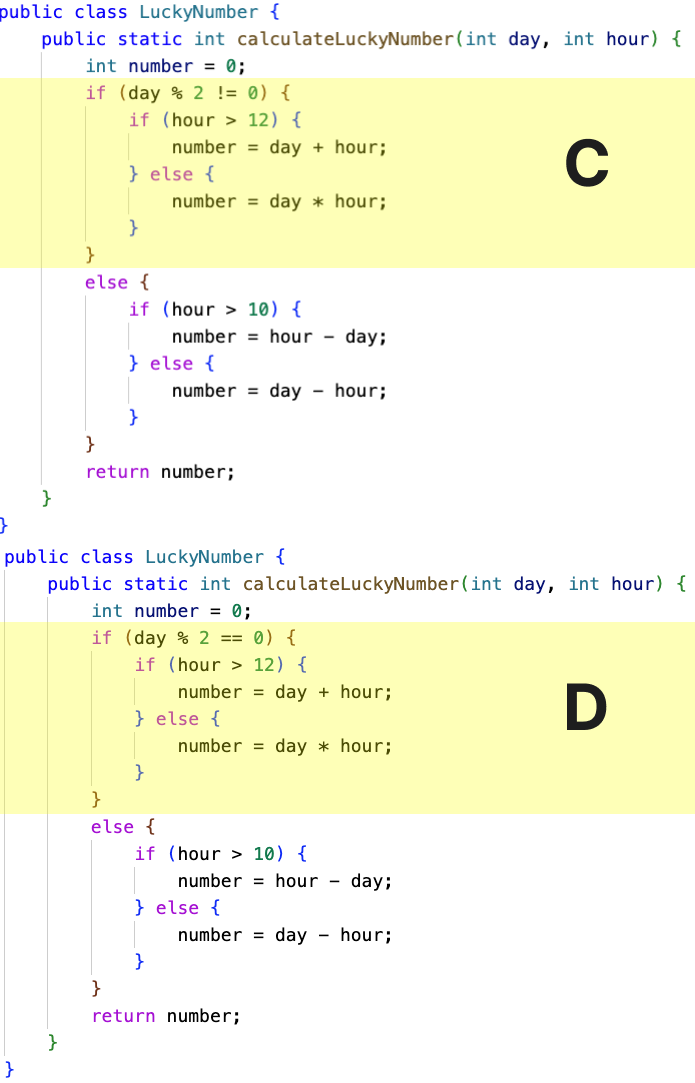 public class LuckyNumber {
    public static int calculateLuckyNumber(int day, int hour) {
        int number = 0;
        if (day % 2 != 0) {
            if (hour > 12) {
                number = day + hour;
            } else {
                number = day * hour;
            }
        }
        else {
            if (hour > 10) {
                number = hour - day;
            } else {
                number = day - hour;
            }
        }
        return number;
    }
}
C
public class LuckyNumber {
    public static int calculateLuckyNumber(int day, int hour) {
        int number = 0;
        if (day % 2 == 0) {
            if (hour > 12) {
                number = day + hour;
            } else {
                number = day * hour;
            }
        }
        else {
            if (hour > 10) {
                number = hour - day;
            } else {
                number = day - hour;
            }
        }
        return number;
    }
}
D